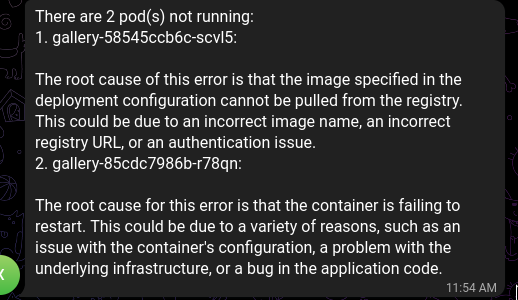 There are 2 pod(s) not running:
1. gallery-58545ccb6c-scvl5:
The root cause of this error is that the image specified in the
deployment configuration cannot be pulled from the registry.
This could be due to an incorrect image name, an incorrect
registry URL, or an authentication issue.
2. gallery-85cdc7986b-r78qn:
The root cause for this error is that the container is failing to
restart. This could be due to a variety of reasons, such as an
issue with the container's configuration, a problem with the
underlying infrastructure, or a bug in the application code.
11:54 AM